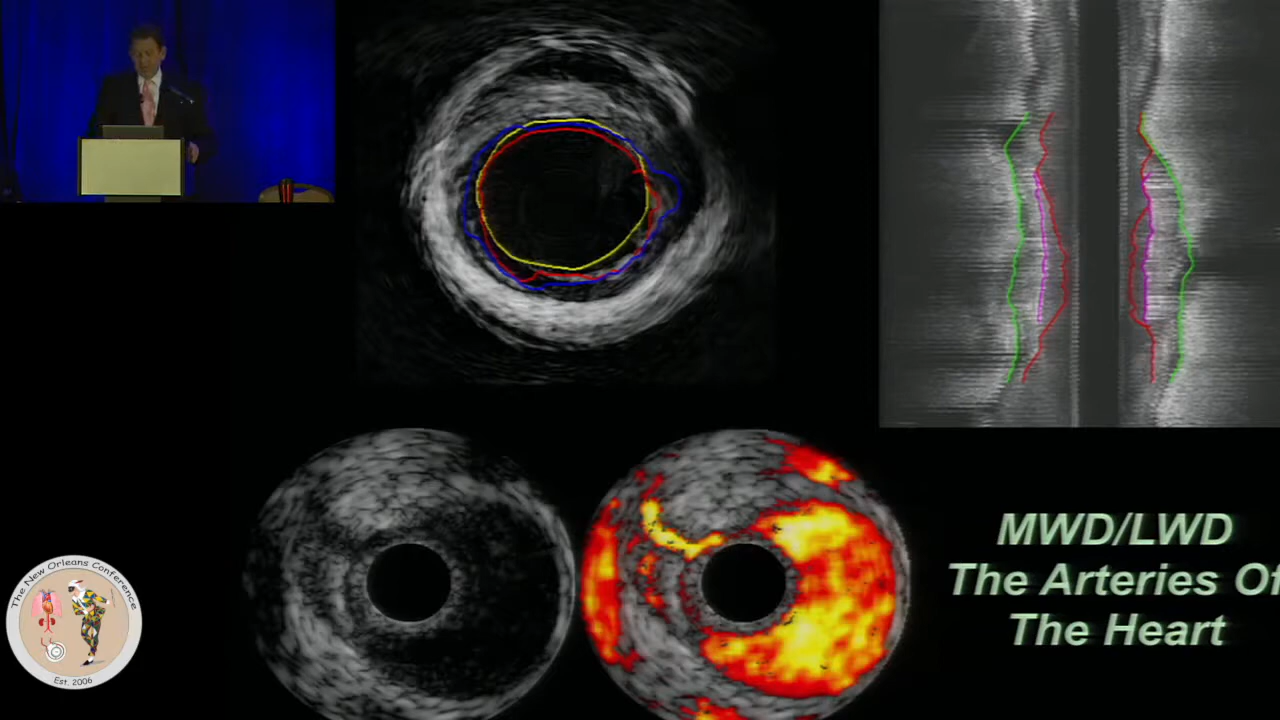 MWD/LWD
The Arteries Of
The Heart
The New Orleans Conference
Est. 2006